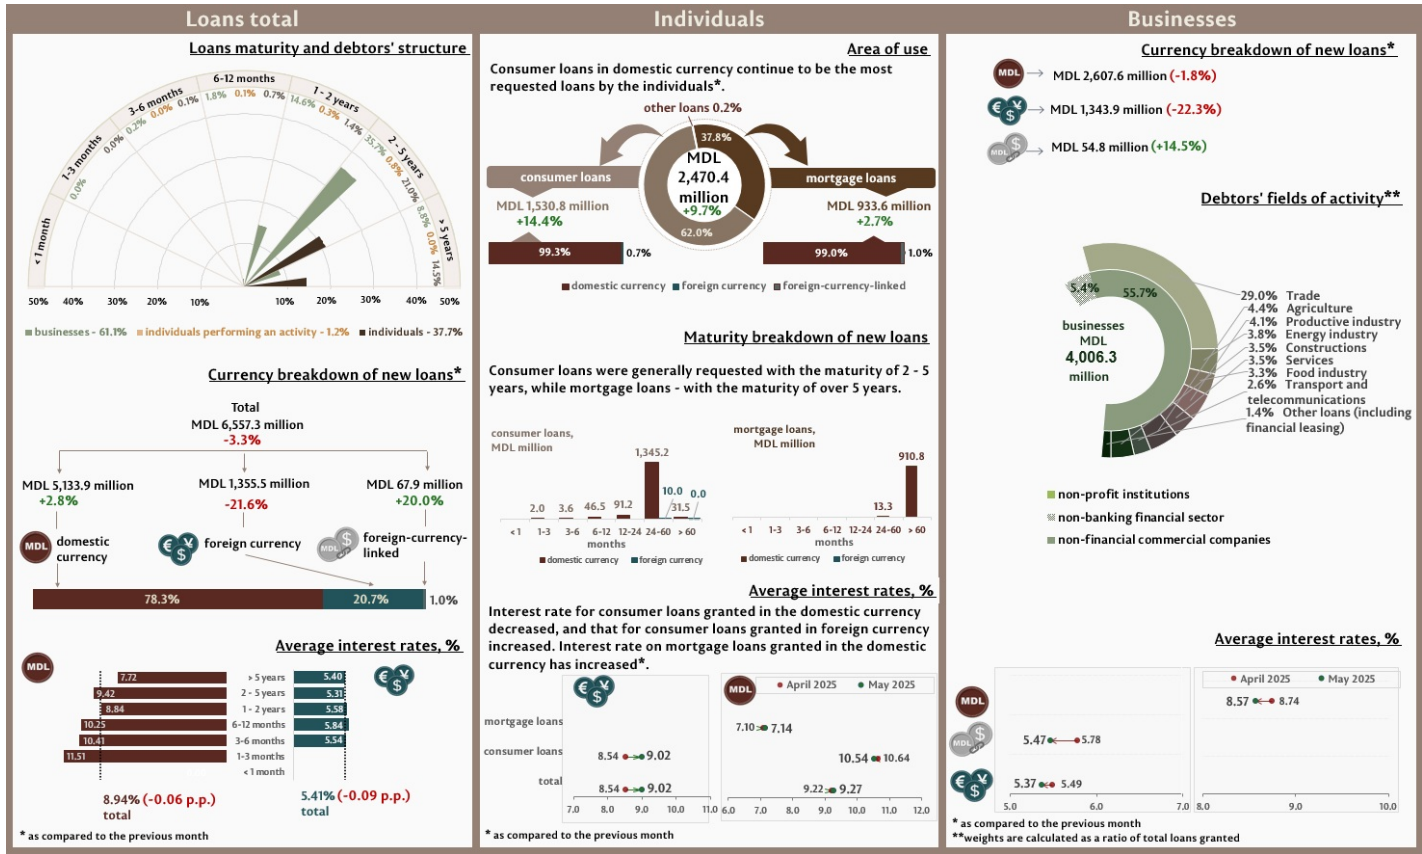 Loans total
Loans maturity and debtors' structure
< 1 month
1-3 months
3-6 months
6-12 months
1 - 2 years
2 - 5 years
> 5 years
0.0%
0.0%
0.2%
0.0%
0.1%
1.8%
0.1%
0.7%
14.6%
0.3%
1.4%
35.7%
0.8%
21.0%
8.8%
0.0%
14.5%
50% 40% 30% 20% 10% 10% 20% 30% 40% 50%
businesses - 61.1% individuals performing an activity - 1.2% individuals - 37.7%
Currency breakdown of new loans*
Total
MDL 6,557.3 million
-3.3%
MDL 5,133.9 million
+2.8%
MDL 1,355.5 million
-21.6%
MDL 67.9 million
+20.0%
MDL
domestic
currency
€ ¥
$
foreign currency
MDL $
foreign-currency-
linked
78.3% 20.7% 1.0%
Average interest rates, %
MDL
€ ¥
$
7.72 > 5 years 5.40
9.42 2 - 5 years 5.31
8.84 1 - 2 years 5.58
10.25 6-12 months 5.84
10.41 3-6 months 5.54
11.51 1-3 months
< 1 month
8.94% (-0.06 p.p.)
total
5.41% (-0.09 p.p.)
total
* as compared to the previous month
Individuals
Area of use
Consumer loans in domestic currency continue to be the most
requested loans by the individuals*.
other loans 0.2%
37.8%
MDL
2,470.4
million
+9.7%
62.0%
consumer loans
MDL 1,530.8 million
+14.4%
99.3% 0.7%
mortgage loans
MDL 933.6 million
+2.7%
99.0% 1.0%
domestic currency foreign currency foreign-currency-linked
Maturity breakdown of new loans
Consumer loans were generally requested with the maturity of 2 - 5
years, while mortgage loans - with the maturity of over 5 years.
consumer loans,
MDL million
2.0 3.6 46.5 91.2 1,345.2 10.0 31.5 0.0
< 1 1-3 3-6 6-12 12-24 24-60 > 60
months
domestic currency foreign currency
mortgage loans,
MDL million
13.3 910.8
< 1 1-3 3-6 6-12 12-24 24-60 > 60
months
domestic currency foreign currency
Average interest rates, %
Interest rate for consumer loans granted in the domestic currency
decreased, and that for consumer loans granted in foreign currency
increased. Interest rate on mortgage loans granted in the domestic
currency has increased*.
€ ¥
$
MDL
April 2025 May 2025
mortgage loans
7.10 7.14
consumer loans
8.54 9.02
10.54 10.64
total
8.54 9.02
9.22 9.27
7.0 8.0 9.0 10.0 11.0
6.0 7.0 8.0 9.0 10.0 11.0 12.0
* as compared to the previous month
Businesses
Currency breakdown of new loans*
MDL
MDL 2,607.6 million (-1.8%)
€ ¥
$
MDL 1,343.9 million (-22.3%)
MDL $
MDL 54.8 million (+14.5%)
Debtors' fields of activity**
5.4%
55.7%
businesses
MDL
4,006.3
million
29.0% Trade
4.4% Agriculture
4.1% Productive industry
3.8% Energy industry
3.5% Constructions
3.5% Services
3.3% Food industry
2.6% Transport and
telecommunications
1.4% Other loans (including
financial leasing)
non-profit institutions
non-banking financial sector
non-financial commercial companies
Average interest rates, %
April 2025 May 2025
MDL
8.57 8.74
MDL $
5.47 5.78
€ ¥
$
5.37 5.49
5.0 6.0 7.0
8.0 9.0 10.0
* as compared to the previous month
**weights are calculated as a ratio of total loans granted